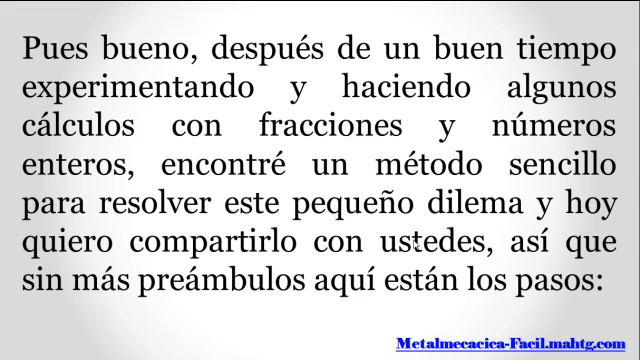 Pues bueno, después de un buen tiempo
experimentando y haciendo algunos
cálculos con fracciones y números
enteros, encontré un método sencillo
para resolver este pequeño dilema y hoy
quiero compartirlo con ustedes, así que
sin más preámbulos aquí están los pasos:
Metalmecacica-Facil.mahtg.com